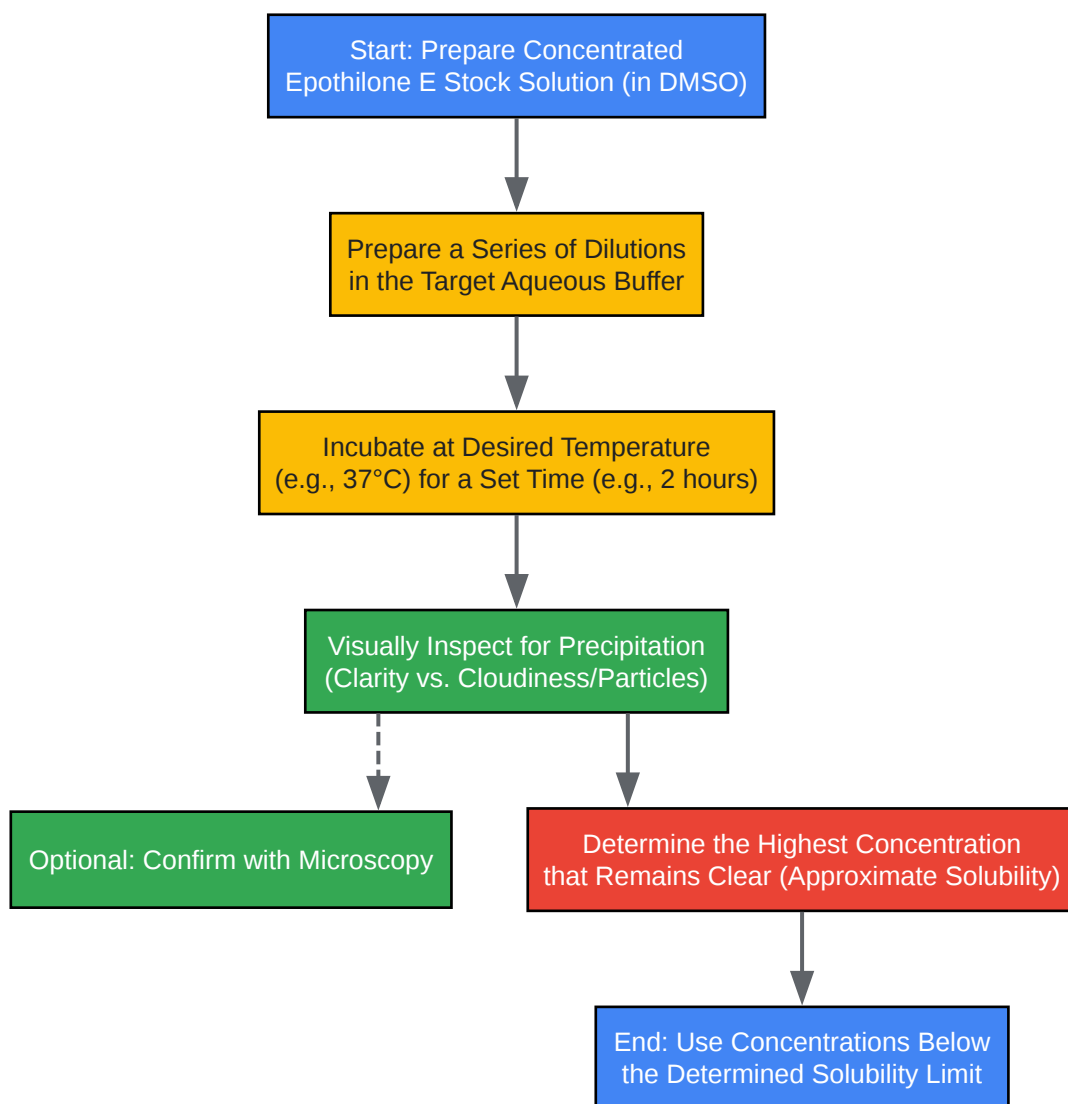 Start: Prepare Concentrated
Epothilone E Stock Solution (in DMSO)
Prepare a Series of Dilutions
in the Target Aqueous Buffer
Incubate at Desired Temperature
(e.g., 37°C) for a Set Time (e.g., 2 hours)
Visually Inspect for Precipitation
(Clarity vs. Cloudiness/Particles)
Optional: Confirm with Microscopy
Determine the Highest Concentration
that Remains Clear (Approximate Solubility)
End: Use Concentrations Below
the Determined Solubility Limit